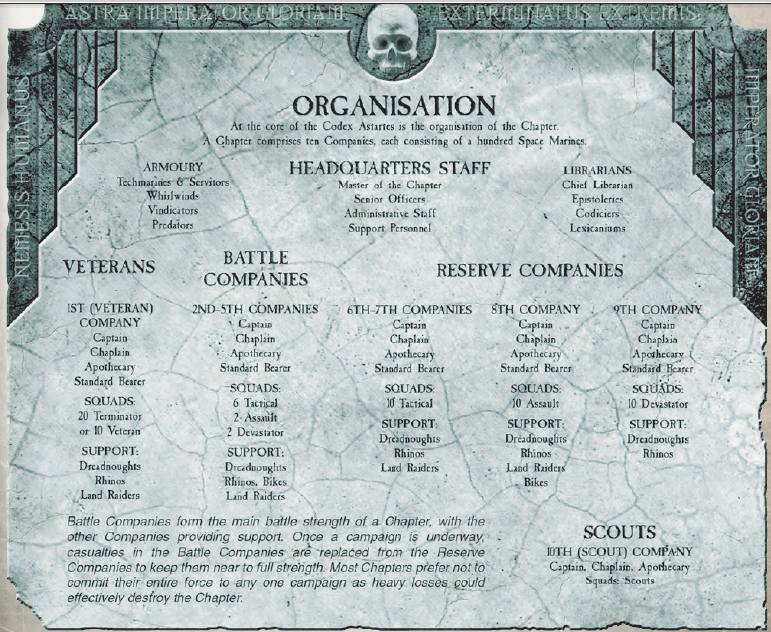 ASTRA IMPERATOR GLORIAM
EXTERMINATUS EXTREMIS
NEMESIS HUMANUS
IMPERATOR GLORIAM
ORGANISATION
At the core of the Codex Astartes is the organisation of the Chapter.
A Chapter comprises ten Companies, each consisting of a hundred Space Marines.
ARMOURY
Techmarines & Servitors
Whirlwinds
Vindicators
Predators
HEADQUARTERS STAFF
Master of the Chapter
Senior Officers
Administrative Staff
Support Personnel
LIBRARIANS
Chief Librarian
Epistoleries
Codiciers
Lexicaniums
VETERANS
1ST (VETERAN)
COMPANY
Captain
Chaplain
Apothecary
Standard Bearer
SQUADS:
20 Terminator
or 10 Veteran
SUPPORT:
Dreadnoughts
Rhinos
Land Raiders
BATTLE
COMPANIES
2ND-5TH COMPANIES
Captain
Chaplain
Apothecary
Standard Bearer
SQUADS:
6 Tactical
2 Assault
2 Devastator
SUPPORT:
Dreadnoughts
Rhinos, Bikes
Land Raiders
RESERVE COMPANIES
6TH-7TH COMPANIES
Captain
Chaplain
Apothecary
Standard Bearer
SQUADS:
10 Tactical
SUPPORT:
Dreadnoughts
Rhinos
Land Raiders
8TH COMPANY
Captain
Chaplain
Apothecary
Standard Bearer
SQUADS:
10 Assault
SUPPORT:
Dreadnoughts
Rhinos
Land Raiders
Bikes
9TH COMPANY
Captain
Chaplain
Apothecary
Standard Bearer
SQUADS:
10 Devastator
SUPPORT:
Dreadnoughts
Rhinos
Battle Companies form the main battle strength of a Chapter, with the
other Companies providing support. Once a campaign is underway,
casualties in the Battle Companies are replaced from the Reserve
Companies to keep them near to full strength. Most Chapters prefer not to
commit their entire force to any one campaign as heavy losses could
effectively destroy the Chapter.
SCOUTS
10TH (SCOUT) COMPANY
Captain, Chaplain, Apothecary
Squads: Scouts